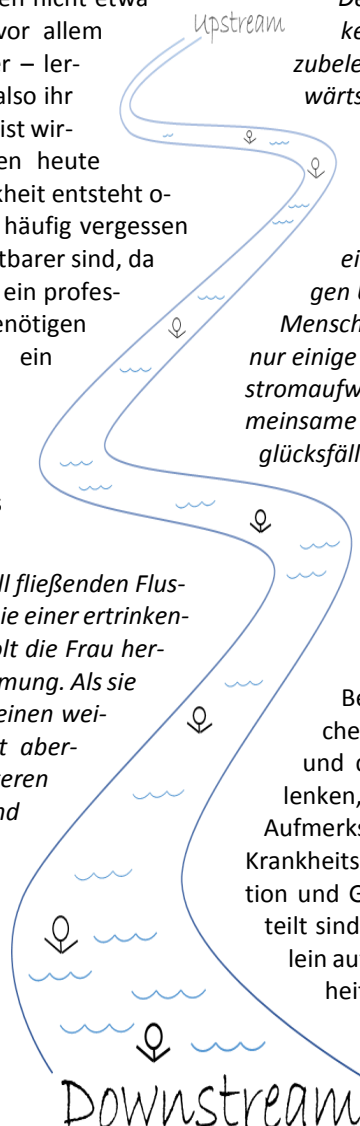 en nicht etwa
vor allem
r – ler-
also ihr
ist wir-
en heute
kheit entsteht o-
häufig vergessen
tbarer sind, da
ein profes-
enötigen
ein
s
ll fließenden Flus-
ie einer ertrinken-
olt die Frau her-
mung. Als sie
einen wei-
t aber-
teren
nd
Upstream
ke
zubele
wärts
ei
gen
Mensch
nur einige
stromaufw
meinsame
glücksfäll
Be
che
und
lenken,
Aufmerks
Krankheits
tion und G
teilt sind
lein au
heit
Downstream